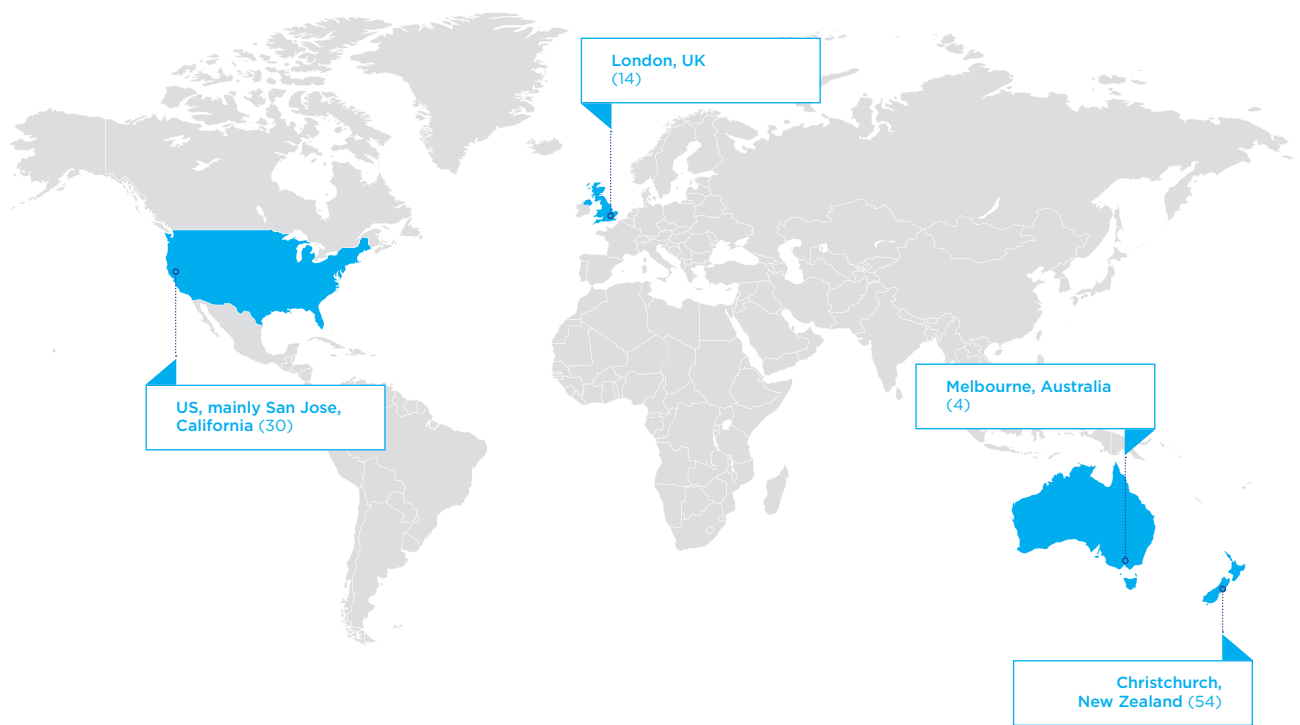 London, UK
(14)
US, mainly San Jose,
California (30)
Melbourne, Australia
(4)
Christchurch,
New Zealand (54)